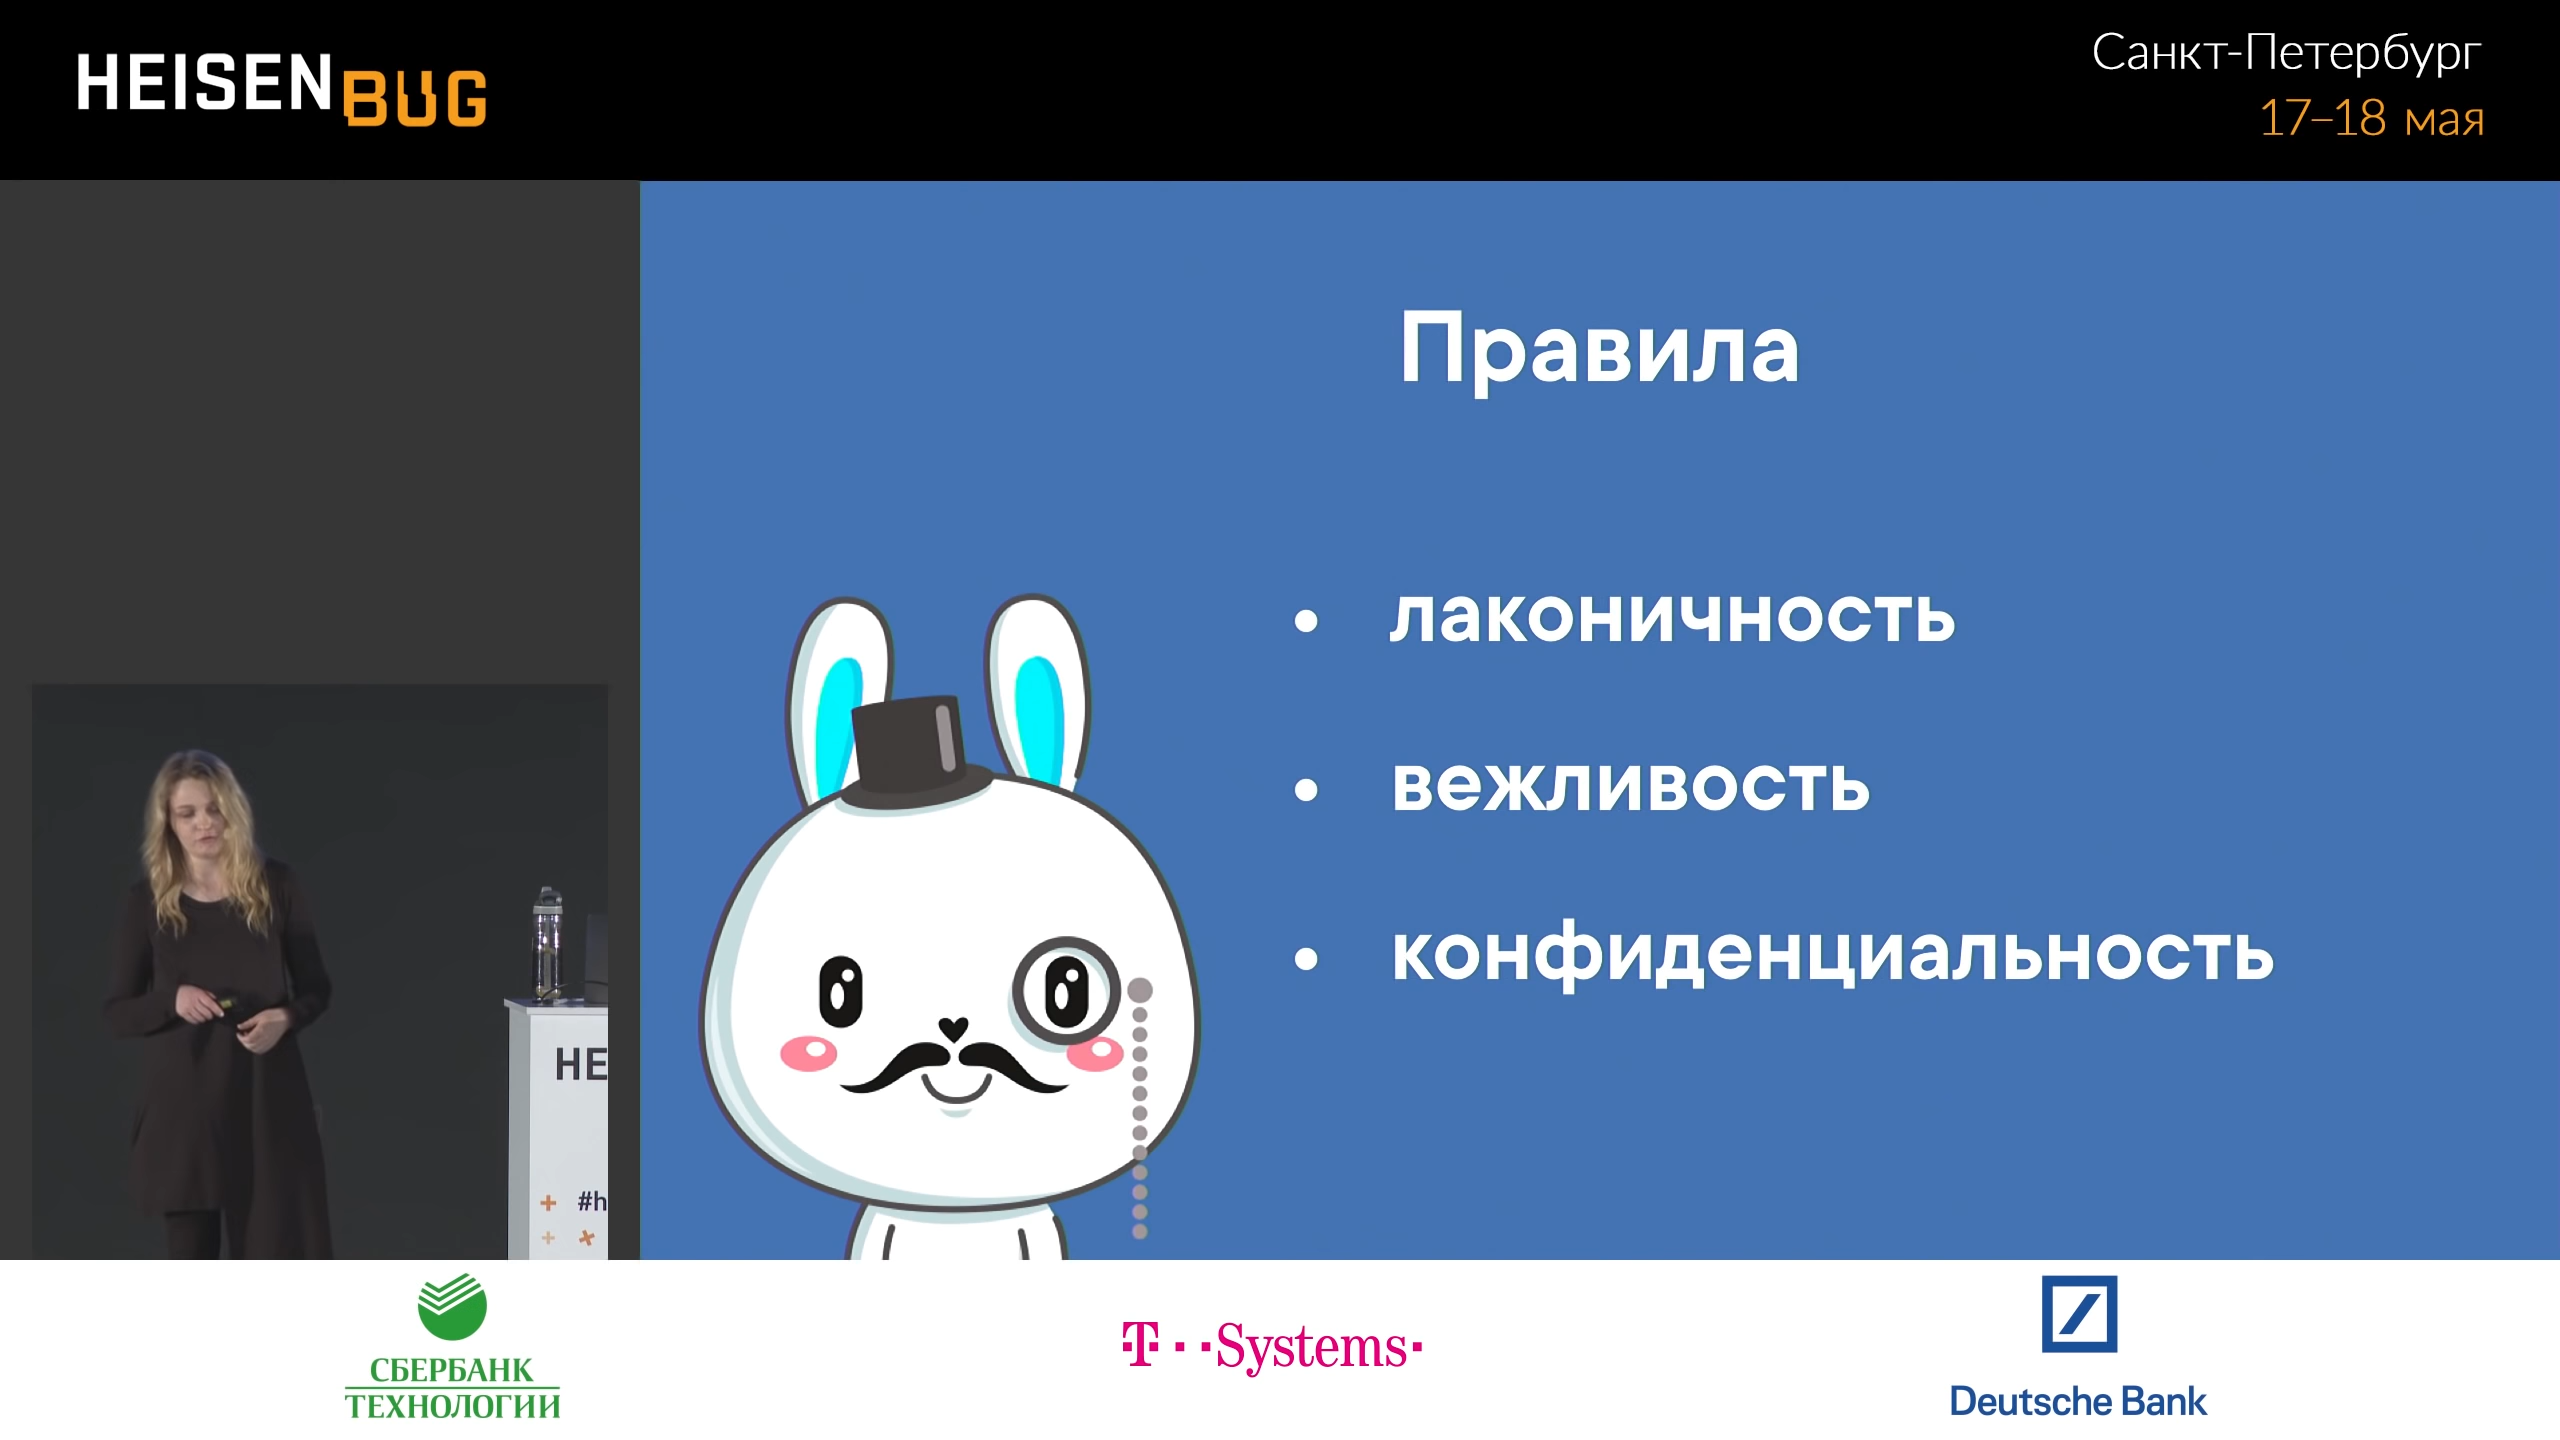 HEISENBUG
Санкт-Петербург
17–18 мая
Правила
• лаконичность
• вежливость
• конфиденциальность
HE
#h
СБЕРБАНК
ТЕХНОЛОГИИ
T··Systems·
Deutsche Bank